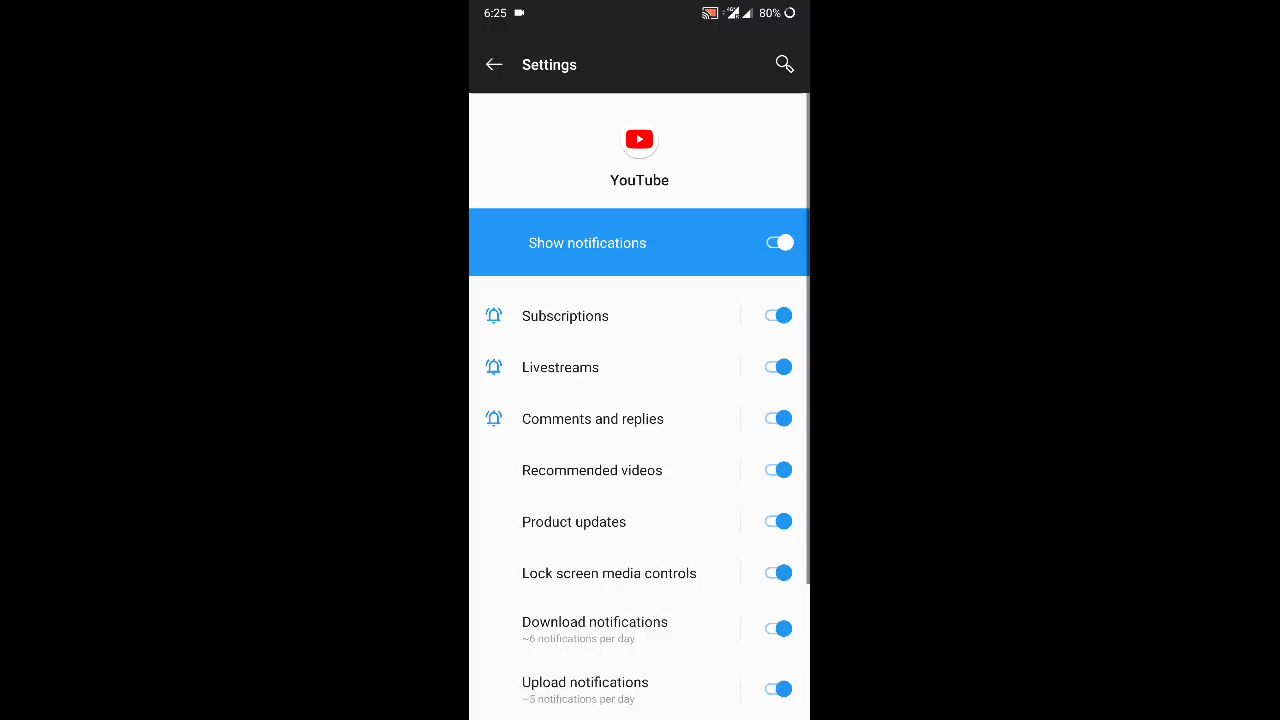 6:25 80%
Settings
YouTube
Show notifications
Subscriptions
Livestreams
Comments and replies
Recommended videos
Product updates
Lock screen media controls
Download notifications
~6 notifications per day
Upload notifications
~5 notifications per day